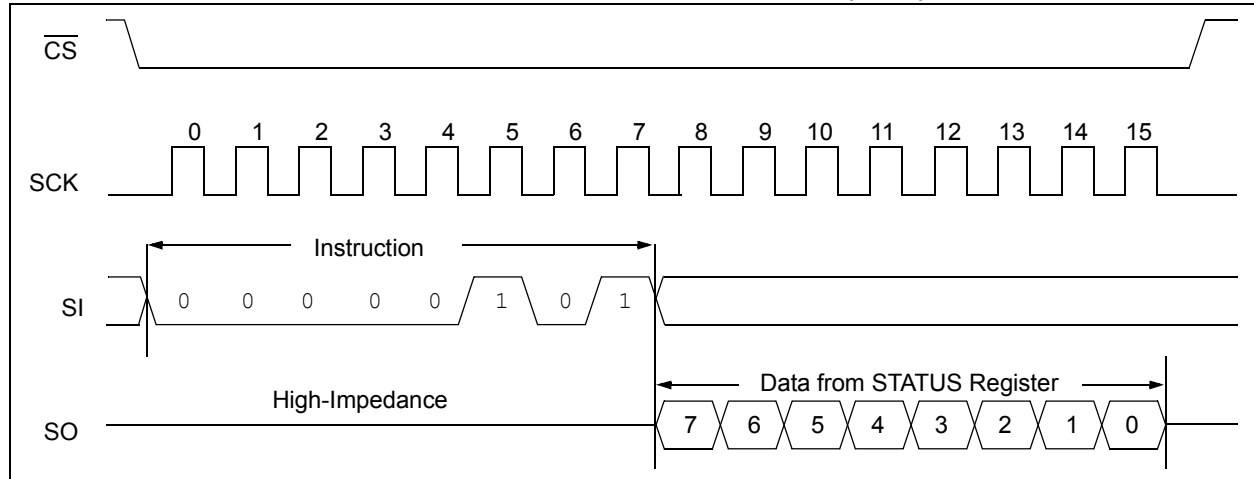 CS
0 1 2 3 4 5 6 7 8 9 10 11 12 13 14 15
SCK
Instruction
SI 0 0 0 0 0 1 0 1
Data from STATUS Register
High-Impedance
SO 7 6 5 4 3 2 1 0